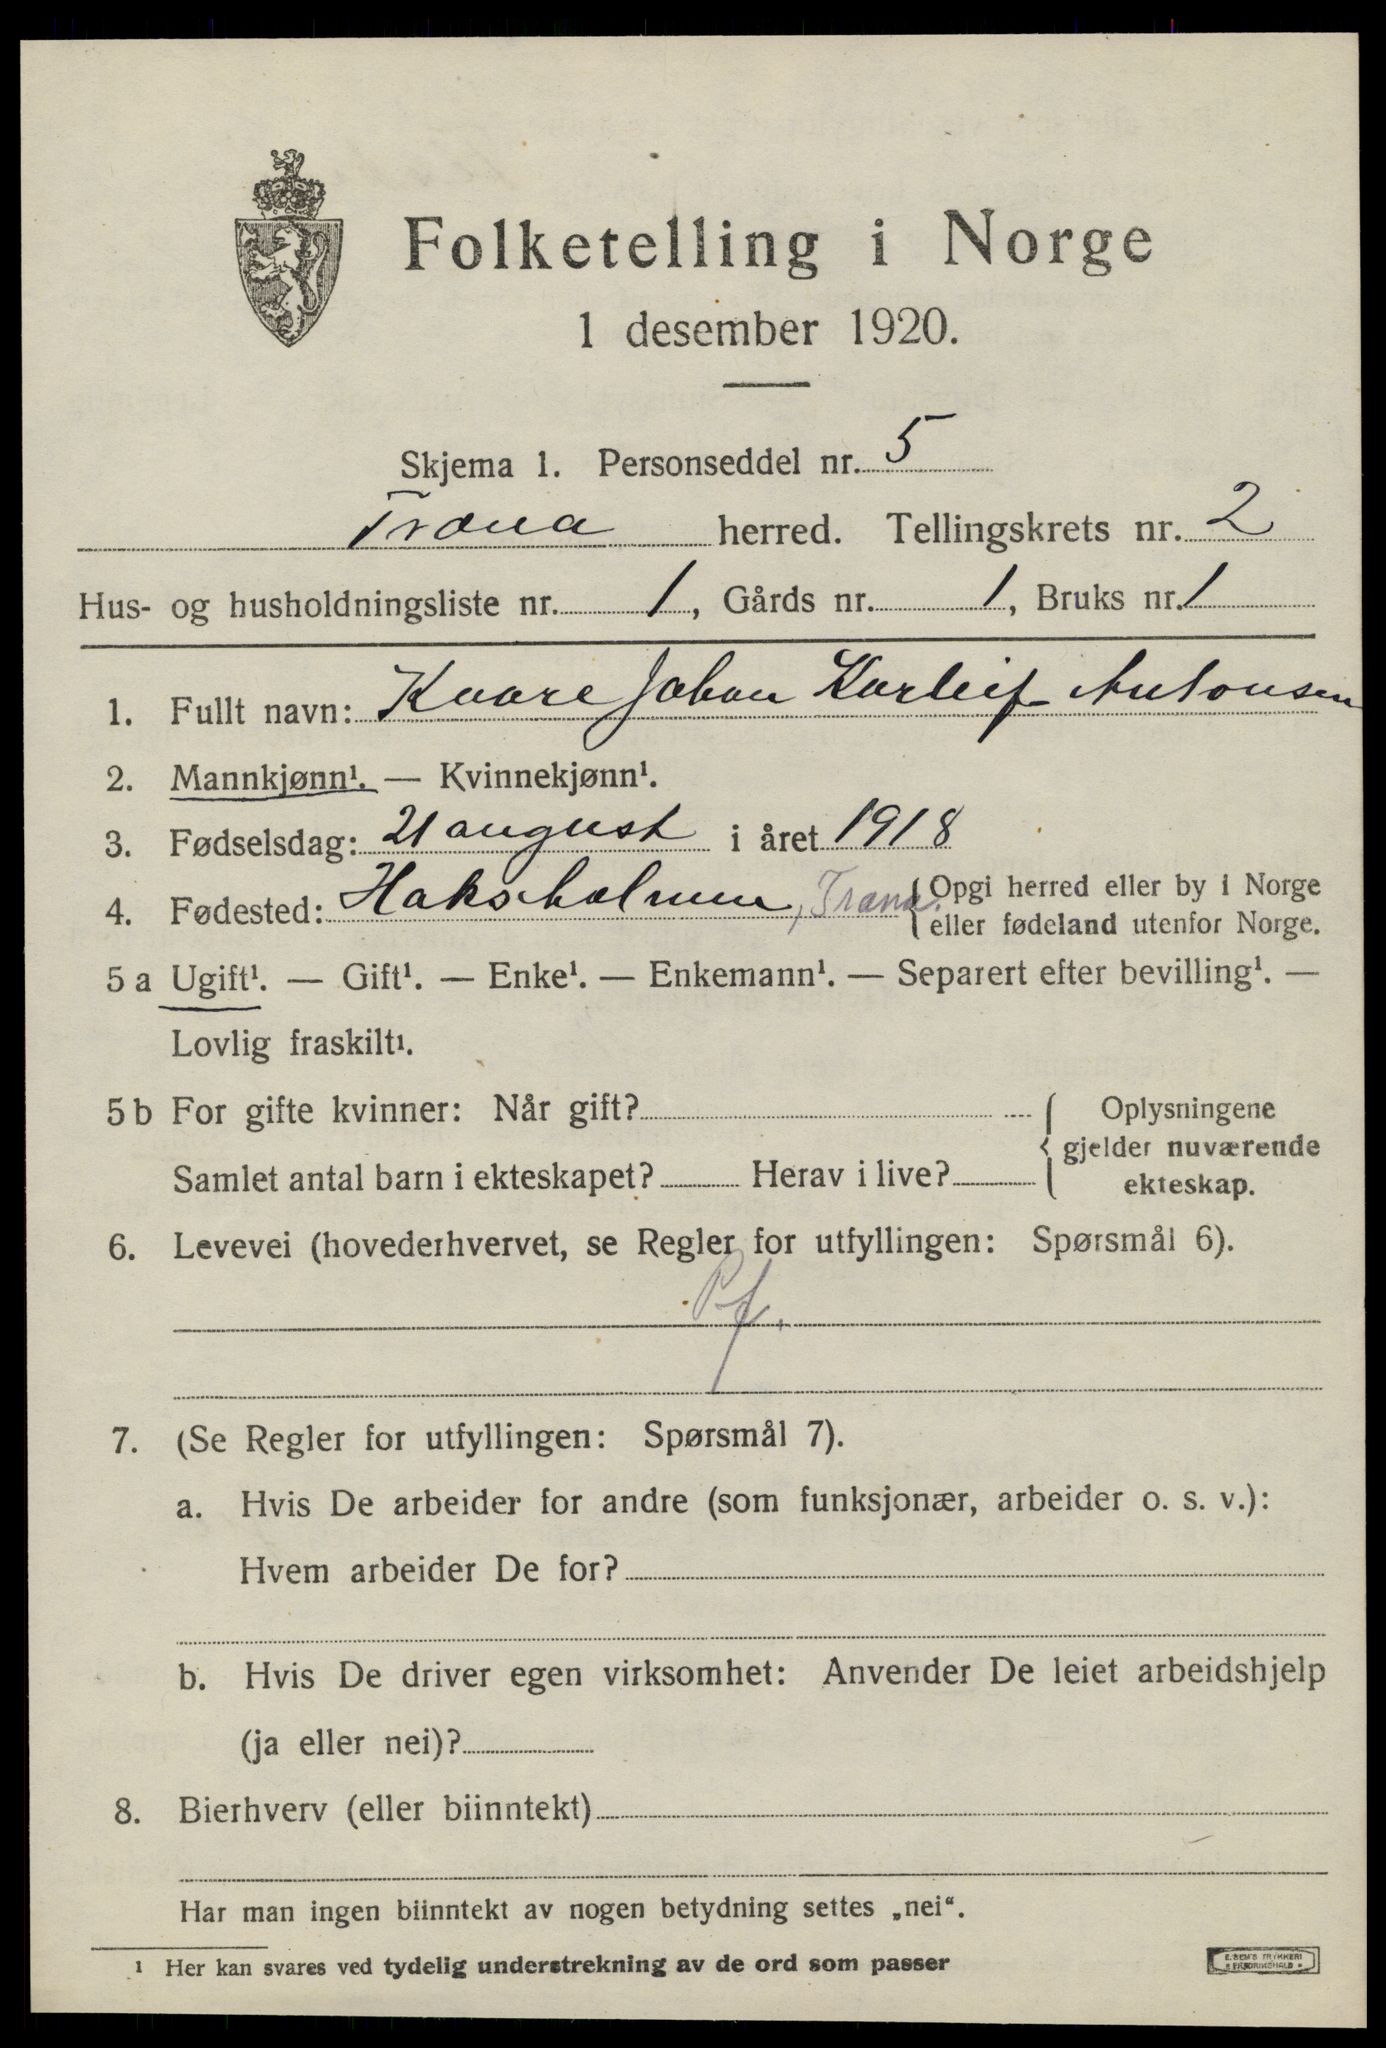 Folketelling i Norge
1 desember 1920.
Skjema 1. Personseddel nr. 5
Træna herred. Tellingskrets nr. 2
Hus- og husholdningsliste nr. 1, Gårds nr. 1, Bruks nr. 1
1. Fullt navn: Kaare Johan Karleif Antonsen
2. Mannkjønn¹. — Kvinnekjønn¹.
3. Fødselsdag: 21 august i året 1918
4. Fødested: Haksholmen, Træna. { Opgi herred eller by i Norge
eller fødeland utenfor Norge.
5 a Ugift¹. — Gift¹. — Enke¹. — Enkemann¹. — Separert efter bevilling¹. —
Lovlig fraskilt¹.
5 b For gifte kvinner: Når gift? { Oplysningene
gjelder nuværende
Samlet antal barn i ekteskapet? Herav i live? ekteskap.
6. Levevei (hovederhvervet, se Regler for utfyllingen: Spørsmål 6).
Pf.
7. (Se Regler for utfyllingen: Spørsmål 7).
a. Hvis De arbeider for andre (som funksjonær, arbeider o. s. v.):
Hvem arbeider De for?
b. Hvis De driver egen virksomhet: Anvender De leiet arbeidshjelp
(ja eller nei)?
8. Bierhverv (eller biinntekt)
Har man ingen biinntekt av nogen betydning settes „nei“.
¹ Her kan svares ved tydelig understrekning av de ord som passer
E. SEM'S TRYKKERI
FREDRIKSHALD